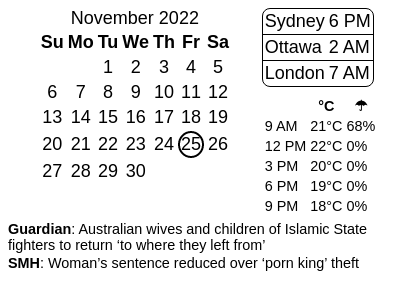 November 2022
Su Mo Tu We Th Fr Sa
1 2 3 4 5
6 7 8 9 10 11 12
13 14 15 16 17 18 19
20 21 22 23 24 25 26
27 28 29 30
Sydney 6 PM
Ottawa 2 AM
London 7 AM
°C ☂
9 AM 21°C 68%
12 PM 22°C 0%
3 PM 20°C 0%
6 PM 19°C 0%
9 PM 18°C 0%
Guardian: Australian wives and children of Islamic State
fighters to return ‘to where they left from’
SMH: Woman’s sentence reduced over ‘porn king’ theft